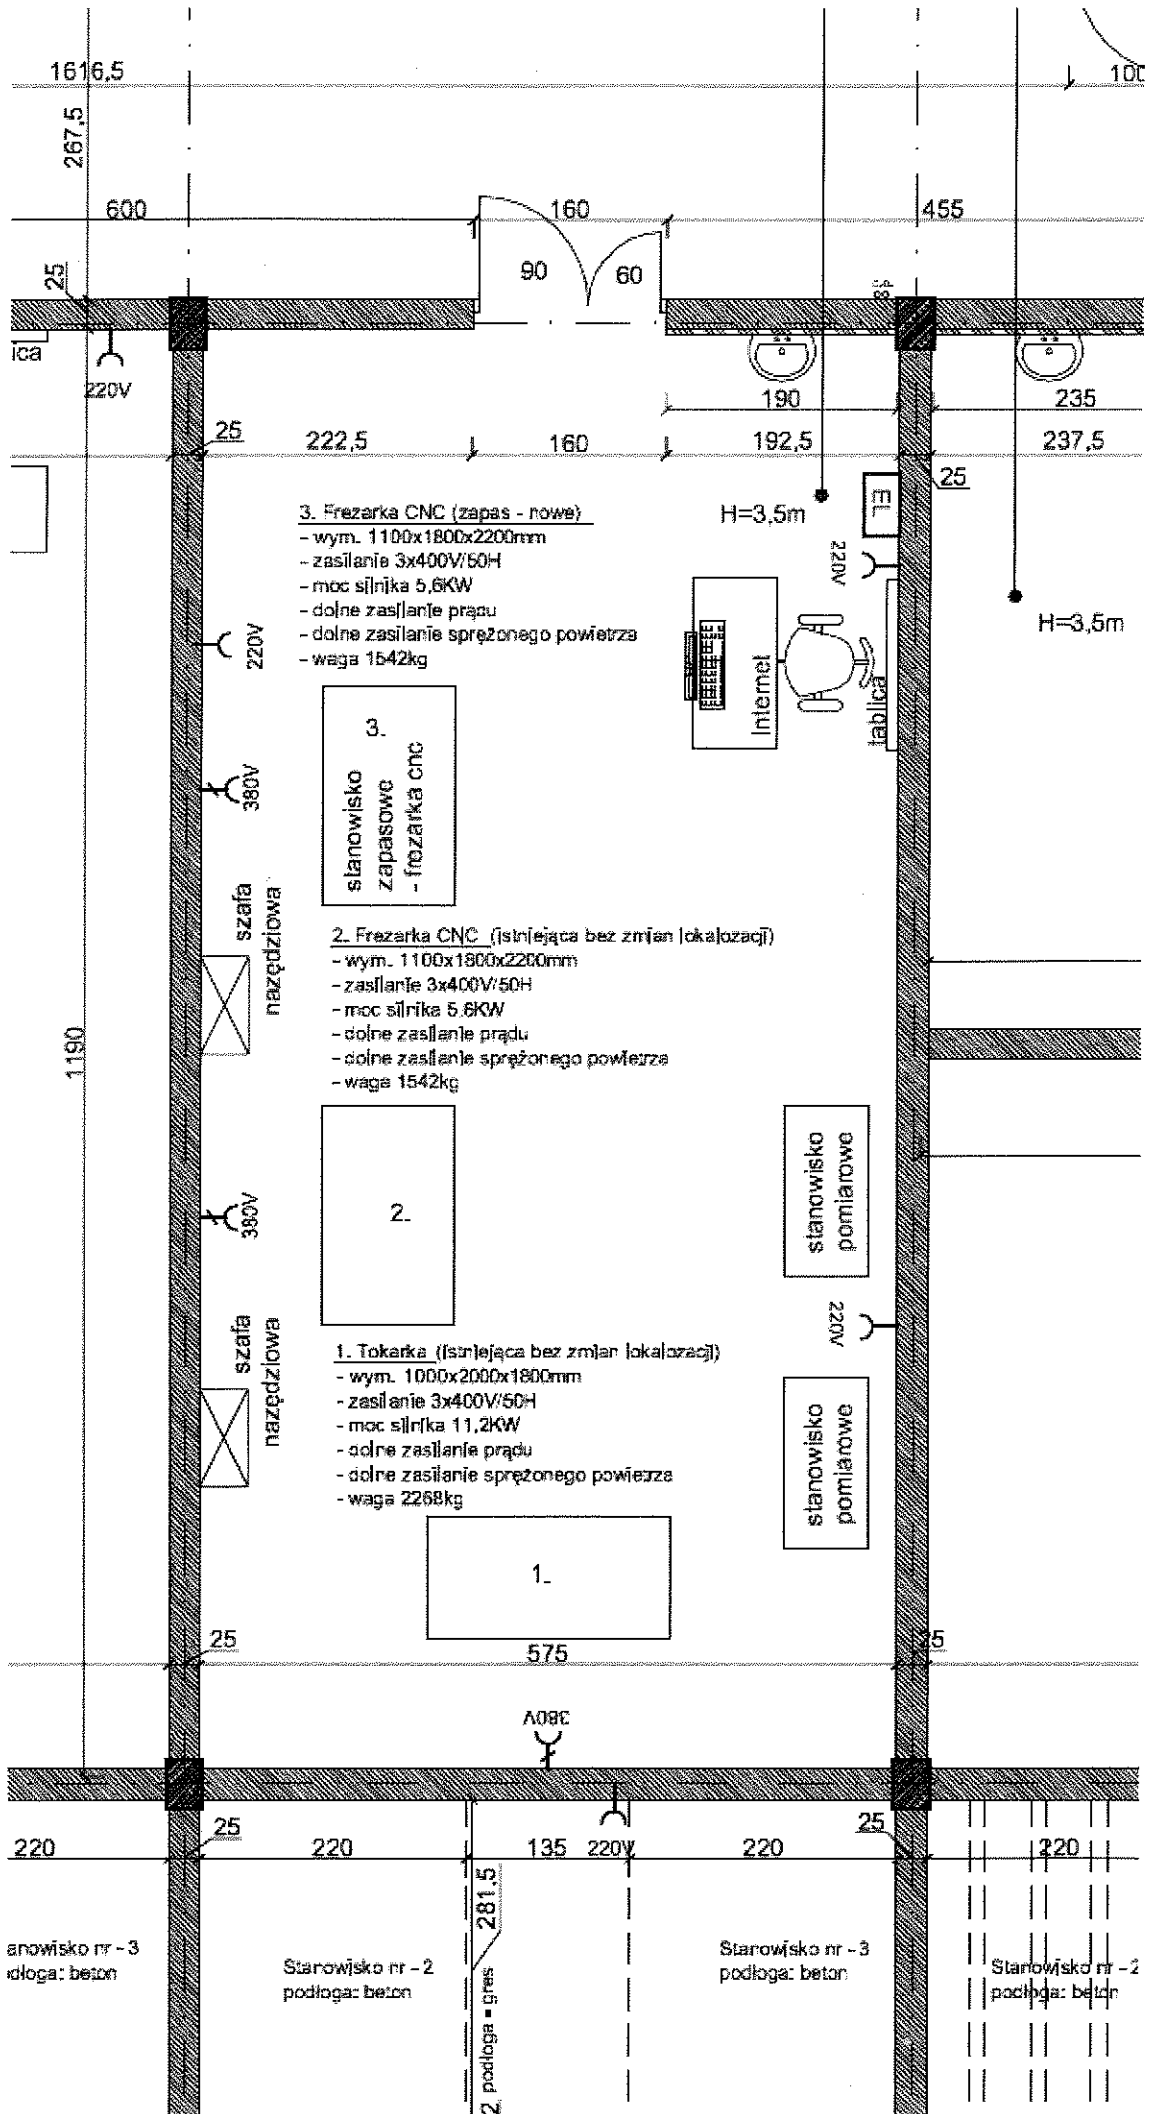 1616,5
100
267,5
600
160
455
25
90
60
8,5
ica
220V
190
235
25
222,5
160
192,5
237,5
25
3. Frezarka CNC (zapas - nowe)
- wym. 1100x1800x2200mm
- zasilanie 3x400V/50H
- moc silnika 5,6KW
- dolne zasilanie prądu
- dolne zasilanie sprężonego powietrza
- waga 1542kg
H=3,5m
EL
220V
H=3,5m
220V
Internet
tablica
3.
stanowisko
zapasowe
- frezarka cnc
380V
szafa
nazędziowa
2. Frezarka CNC (istniejąca bez zmian lokalozacji)
- wym. 1100x1800x2200mm
- zasilanie 3x400V/50H
- moc silnika 5,6KW
- dolne zasilanie prądu
- dolne zasilanie sprężonego powietrza
- waga 1542kg
1190
2.
380V
stanowisko
pomiarowe
220V
szafa
nazędziowa
1. Tokarka (istniejąca bez zmian lokalozacji)
- wym. 1000x2000x1800mm
- zasilanie 3x400V/50H
- moc silnika 11,2KW
- dolne zasilanie prądu
- dolne zasilanie sprężonego powietrza
- waga 2268kg
stanowisko
pomiarowe
1.
25
575
25
380V
220
25
220
135
220V
220
25
220
281,5
anowisko nr - 3
odłoga: beton
Stanowisko nr - 2
podłoga: beton
2. podłoga - gres
Stanowisko nr - 3
podłoga: beton
Stanowisko nr - 2
podłoga: beton